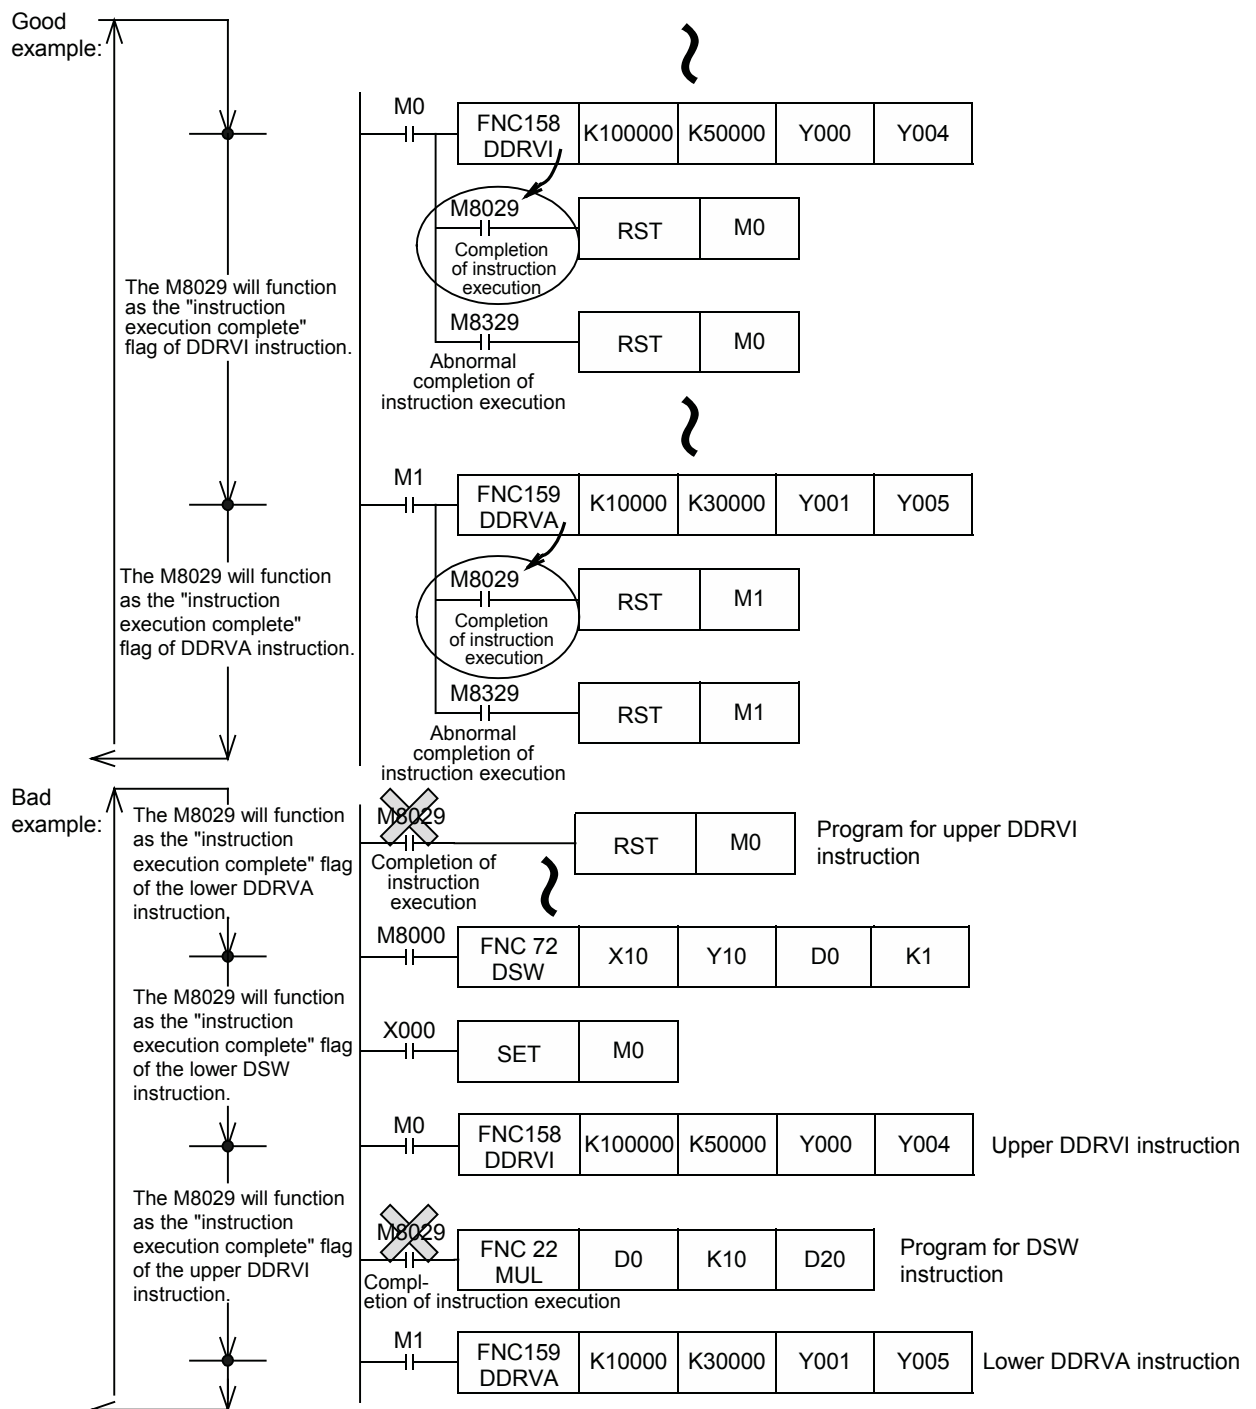 Good
example:
M0
FNC158
DDRVI
K100000
K50000
Y000
Y004
M8029
Completion
of instruction
execution
RST
M0
The M8029 will function
as the "instruction
execution complete"
flag of DDRVI instruction.
M8329
Abnormal
completion of
instruction execution
RST
M0
M1
FNC159
DDRVA
K10000
K30000
Y001
Y005
The M8029 will function
as the "instruction
execution complete"
flag of DDRVA instruction.
M8029
Completion
of instruction
execution
RST
M1
M8329
Abnormal
completion of
instruction execution
RST
M1
Bad
example:
The M8029 will function
as the "instruction
execution complete" flag
of the lower DDRVA
instruction.
M8029
Completion of
instruction
execution
RST
M0
Program for upper DDRVI
instruction
M8000
FNC 72
DSW
X10
Y10
D0
K1
The M8029 will function
as the "instruction
execution complete" flag
of the lower DSW
instruction.
X000
SET
M0
M0
FNC158
DDRVI
K100000
K50000
Y000
Y004
Upper DDRVI instruction
The M8029 will function
as the "instruction
execution complete" flag
of the upper DDRVI
instruction.
M8029
Compl-
etion of instruction execution
FNC 22
MUL
D0
K10
D20
Program for DSW
instruction
M1
FNC159
DDRVA
K10000
K30000
Y001
Y005
Lower DDRVA instruction